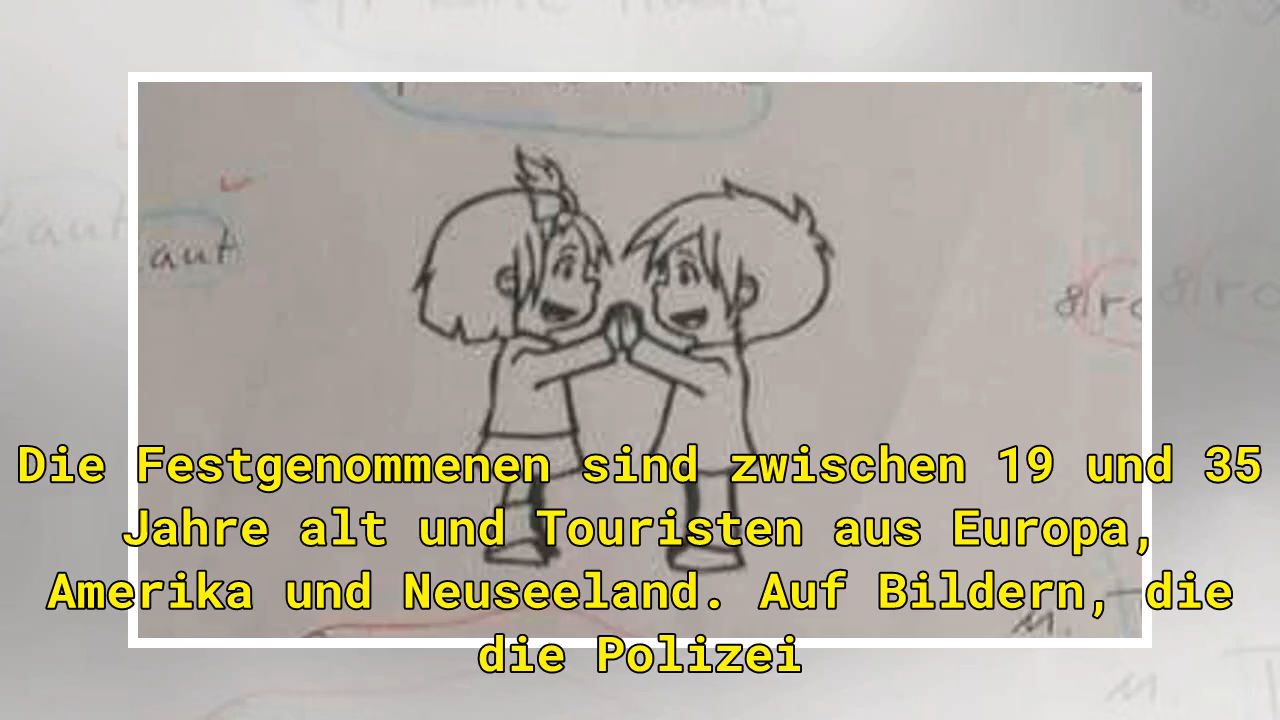 aut
Die Festgenommenen sind zwischen 19 und 35
Jahre alt und Touristen aus Europa,
Amerika und Neuseeland. Auf Bildern, die
die Polizei